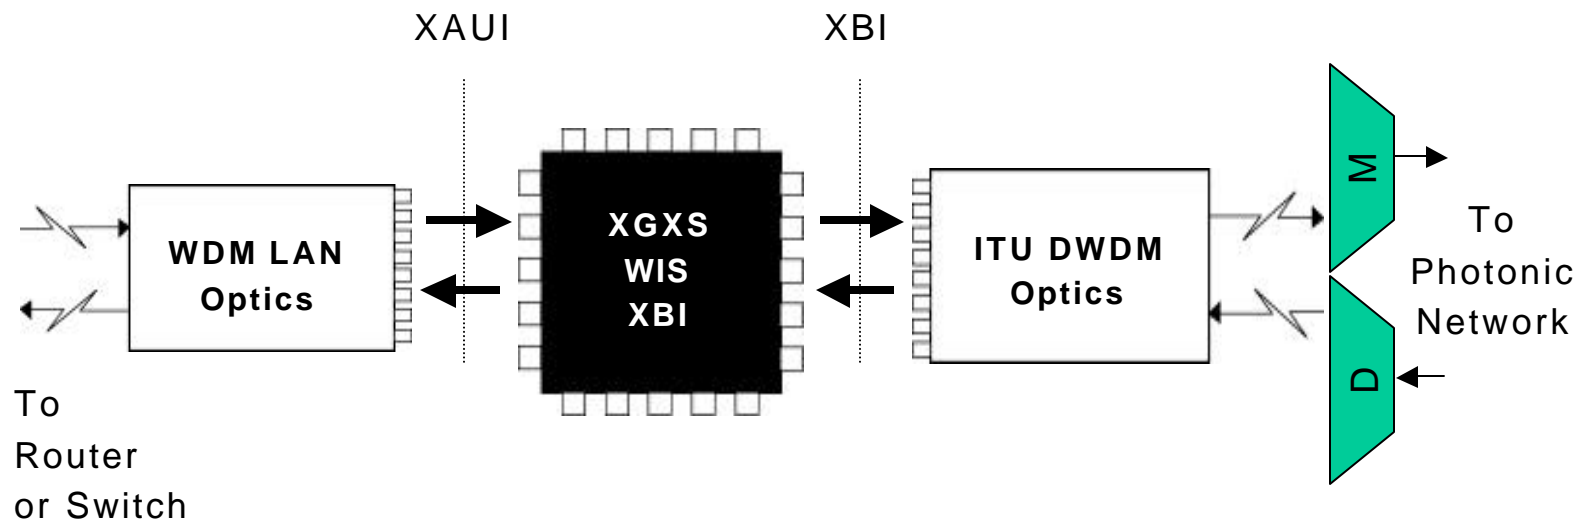 XAUI
XBI
WDM LAN
Optics
XGXS
WIS
XBI
ITU DWDM
Optics
M
D
To
Photonic
Network
To
Router
or Switch